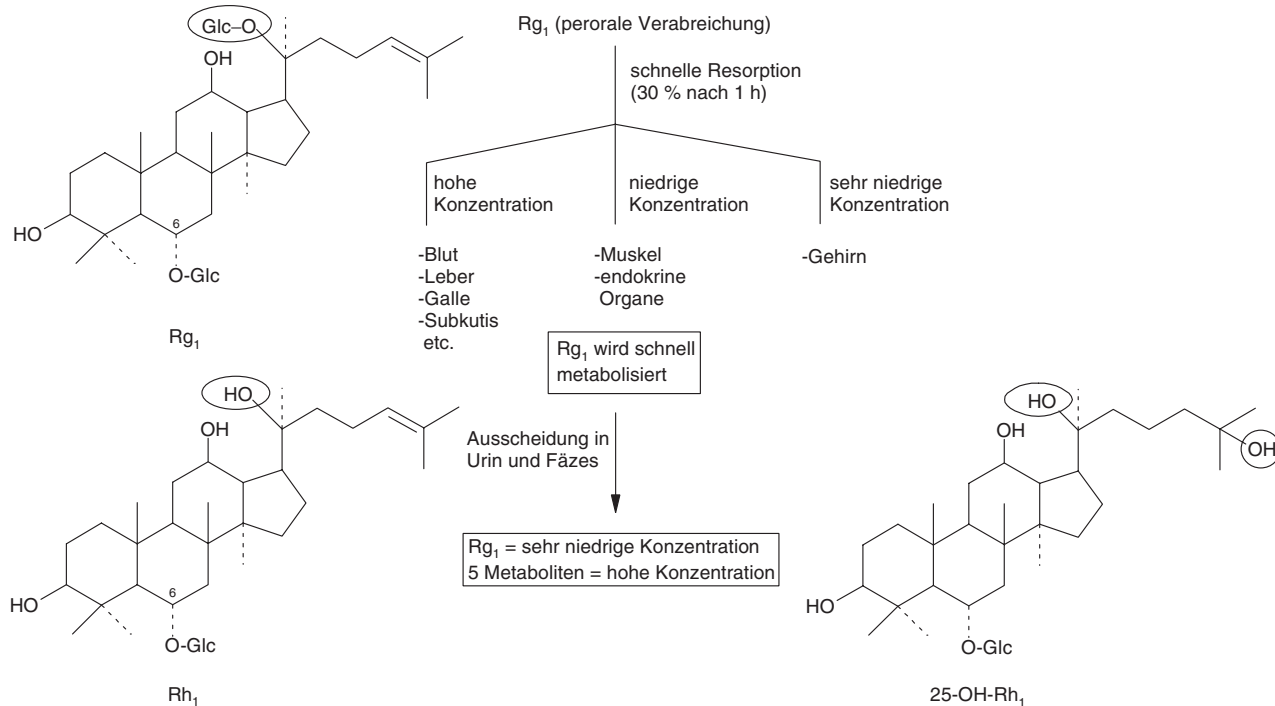 Glc–O
OH
HO
6
O-Glc
Rg₁
Rg₁ (perorale Verabreichung)
schnelle Resorption
(30 % nach 1 h)
hohe
Konzentration
niedrige
Konzentration
sehr niedrige
Konzentration
-Blut
-Leber
-Galle
-Subkutis
etc.
-Muskel
-endokrine
Organe
-Gehirn
Rg₁ wird schnell
metabolisiert
Ausscheidung in
Urin und Fäzes
Rg₁ = sehr niedrige Konzentration
5 Metaboliten = hohe Konzentration
HO
OH
HO
6
O-Glc
Rh₁
HO
OH
OH
HO
6
O-Glc
25-OH-Rh₁